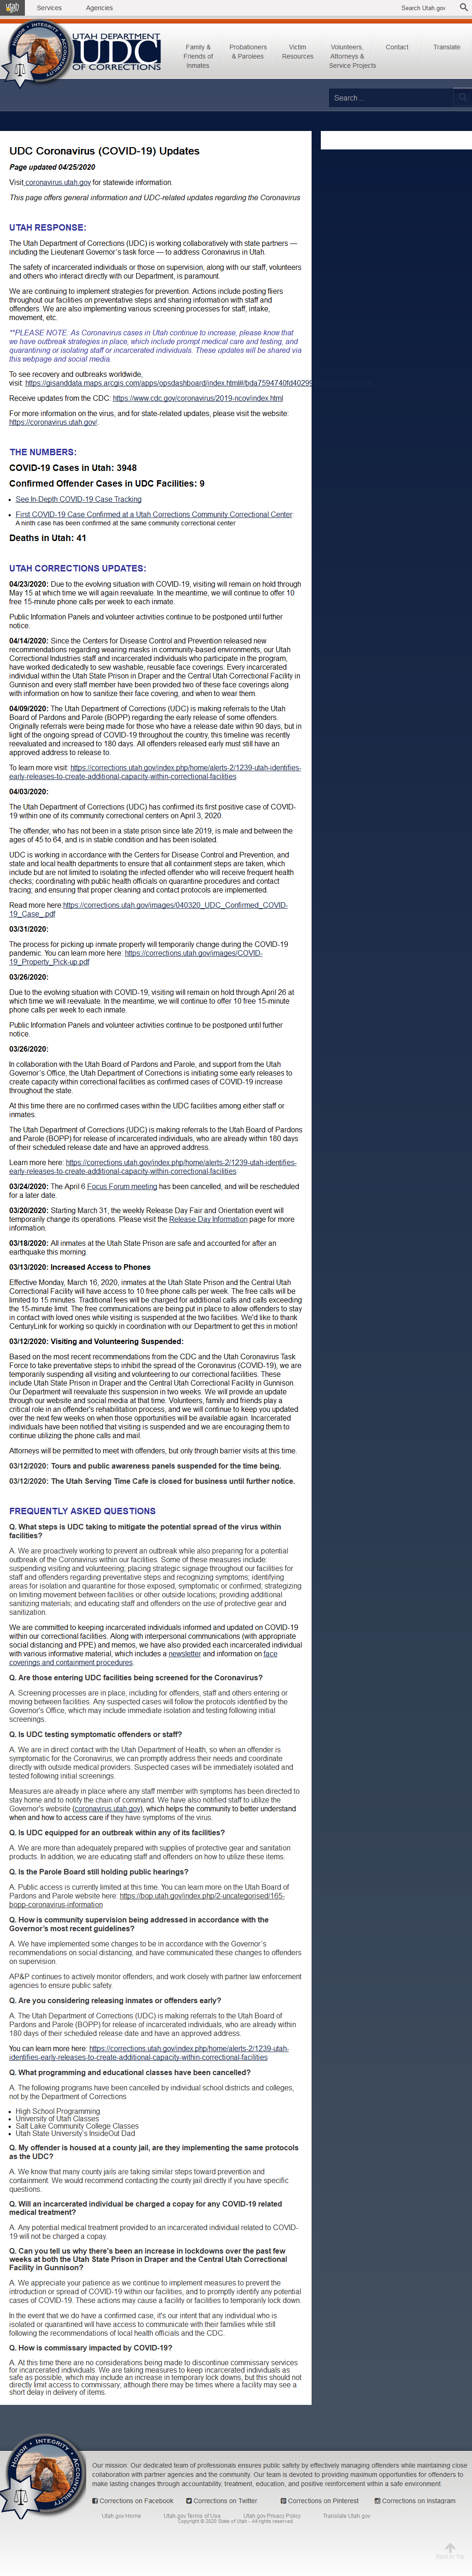 utah
Services Agencies Search Utah.gov
UTAH DEPARTMENT
UDC
OF CORRECTIONS
Family & Friends of Inmates
Probationers & Parolees
Victim Resources
Volunteers, Attorneys & Service Projects
Contact
Translate
Search ...
UDC Coronavirus (COVID-19) Updates
Page updated 04/25/2020
Visit coronavirus.utah.gov for statewide information.
This page offers general information and UDC-related updates regarding the Coronavirus
UTAH RESPONSE:
The Utah Department of Corrections (UDC) is working collaboratively with state partners —
including the Lieutenant Governor's task force — to address Coronavirus in Utah.
The safety of incarcerated individuals or those on supervision, along with our staff, volunteers
and others who interact directly with our Department, is paramount.
We are continuing to implement strategies for prevention. Actions include posting fliers
throughout our facilities on preventative steps and sharing information with staff and
offenders. We are also implementing various screening processes for staff, intake,
movement, etc.
**PLEASE NOTE: As Coronavirus cases in Utah continue to increase, please know that
we have outbreak strategies in place, which include prompt medical care and testing, and
quarantining or isolating staff or incarcerated individuals. These updates will be shared via
this webpage and social media.
To see recovery and outbreaks worldwide,
visit: https://gisanddata.maps.arcgis.com/apps/opsdashboard/index.html#/bda7594740fd40299
Receive updates from the CDC: https://www.cdc.gov/coronavirus/2019-ncov/index.html
For more information on the virus, and for state-related updates, please visit the website:
https://coronavirus.utah.gov/.
THE NUMBERS:
COVID-19 Cases in Utah: 3948
Confirmed Offender Cases in UDC Facilities: 9
See In-Depth COVID-19 Case Tracking
First COVID-19 Case Confirmed at a Utah Corrections Community Correctional Center:
A ninth case has been confirmed at the same community correctional center
Deaths in Utah: 41
UTAH CORRECTIONS UPDATES:
04/23/2020: Due to the evolving situation with COVID-19, visiting will remain on hold through
May 15 at which time we will again reevaluate. In the meantime, we will continue to offer 10
free 15-minute phone calls per week to each inmate.
Public Information Panels and volunteer activities continue to be postponed until further
notice.
04/14/2020: Since the Centers for Disease Control and Prevention released new
recommendations regarding wearing masks in community-based environments, our Utah
Correctional Industries staff and incarcerated individuals who participate in the program,
have worked dedicatedly to sew washable, reusable face coverings. Every incarcerated
individual within the Utah State Prison in Draper and the Central Utah Correctional Facility in
Gunnison and every staff member have been provided two of these face coverings along
with information on how to sanitize their face covering, and when to wear them.
04/09/2020: The Utah Department of Corrections (UDC) is making referrals to the Utah
Board of Pardons and Parole (BOPP) regarding the early release of some offenders.
Originally referrals were being made for those who have a release date within 90 days, but in
light of the ongoing spread of COVID-19 throughout the country, this timeline was recently
reevaluated and increased to 180 days. All offenders released early must still have an
approved address to release to.
To learn more visit: https://corrections.utah.gov/index.php/home/alerts-2/1239-utah-identifies-
early-releases-to-create-additional-capacity-within-correctional-facilities
04/03/2020:
The Utah Department of Corrections (UDC) has confirmed its first positive case of COVID-
19 within one of its community correctional centers on April 3, 2020.
The offender, who has not been in a state prison since late 2019, is male and between the
ages of 45 to 64, and is in stable condition and has been isolated.
UDC is working in accordance with the Centers for Disease Control and Prevention, and
state and local health departments to ensure that all containment steps are taken, which
include but are not limited to isolating the infected offender who will receive frequent health
checks; coordinating with public health officials on quarantine procedures and contact
tracing; and ensuring that proper cleaning and contact protocols are implemented.
Read more here:https://corrections.utah.gov/images/040320_UDC_Confirmed_COVID-
19_Case_.pdf
03/31/2020:
The process for picking up inmate property will temporarily change during the COVID-19
pandemic. You can learn more here: https://corrections.utah.gov/images/COVID-
19_Property_Pick-up.pdf
03/26/2020:
Due to the evolving situation with COVID-19, visiting will remain on hold through April 26 at
which time we will reevaluate. In the meantime, we will continue to offer 10 free 15-minute
phone calls per week to each inmate.
Public Information Panels and volunteer activities continue to be postponed until further
notice.
03/26/2020:
In collaboration with the Utah Board of Pardons and Parole, and support from the Utah
Governor's Office, the Utah Department of Corrections is initiating some early releases to
create capacity within correctional facilities as confirmed cases of COVID-19 increase
throughout the state.
At this time there are no confirmed cases within the UDC facilities among either staff or
inmates.
The Utah Department of Corrections (UDC) is making referrals to the Utah Board of Pardons
and Parole (BOPP) for release of incarcerated individuals, who are already within 180 days
of their scheduled release date and have an approved address.
Learn more here: https://corrections.utah.gov/index.php/home/alerts-2/1239-utah-identifies-
early-releases-to-create-additional-capacity-within-correctional-facilities
03/24/2020: The April 6 Focus Forum meeting has been cancelled, and will be rescheduled
for a later date.
03/20/2020: Starting March 31, the weekly Release Day Fair and Orientation event will
temporarily change its operations. Please visit the Release Day Information page for more
information.
03/18/2020: All inmates at the Utah State Prison are safe and accounted for after an
earthquake this morning.
03/13/2020: Increased Access to Phones
Effective Monday, March 16, 2020, inmates at the Utah State Prison and the Central Utah
Correctional Facility will have access to 10 free phone calls per week. The free calls will be
limited to 15 minutes. Traditional fees will be charged for additional calls and calls exceeding
the 15-minute limit. The free communications are being put in place to allow offenders to stay
in contact with loved ones while visiting is suspended at the two facilities. We'd like to thank
CenturyLink for working so quickly in coordination with our Department to get this in motion!
03/12/2020: Visiting and Volunteering Suspended:
Based on the most recent recommendations from the CDC and the Utah Coronavirus Task
Force to take preventative steps to inhibit the spread of the Coronavirus (COVID-19), we are
temporarily suspending all visiting and volunteering to our correctional facilities. These
include Utah State Prison in Draper and the Central Utah Correctional Facility in Gunnison.
Our Department will reevaluate this suspension in two weeks. We will provide an update
through our website and social media at that time. Volunteers, family and friends play a
critical role in an offender's rehabilitation process, and we will continue to keep you updated
over the next few weeks on when those opportunities will be available again. Incarcerated
individuals have been notified that visiting is suspended and we are encouraging them to
continue utilizing the phone calls and mail.
Attorneys will be permitted to meet with offenders, but only through barrier visits at this time.
03/12/2020: Tours and public awareness panels suspended for the time being.
03/12/2020: The Utah Serving Time Cafe is closed for business until further notice.
FREQUENTLY ASKED QUESTIONS
Q. What steps is UDC taking to mitigate the potential spread of the virus within
facilities?
A. We are proactively working to prevent an outbreak while also preparing for a potential
outbreak of the Coronavirus within our facilities. Some of these measures include:
suspending visiting and volunteering; placing strategic signage throughout our facilities for
staff and offenders regarding preventative steps and recognizing symptoms; identifying
areas for isolation and quarantine for those exposed, symptomatic or confirmed; strategizing
on limiting movement between facilities or other outside locations; providing additional
sanitizing materials; and educating staff and offenders on the use of protective gear and
sanitization.
We are committed to keeping incarcerated individuals informed and updated on COVID-19
within our correctional facilities. Along with interpersonal communications (with appropriate
social distancing and PPE) and memos, we have also provided each incarcerated individual
with various informative material, which includes a newsletter and information on face
coverings and containment procedures.
Q. Are those entering UDC facilities being screened for the Coronavirus?
A. Screening processes are in place, including for offenders, staff and others entering or
moving between facilities. Any suspected cases will follow the protocols identified by the
Governor's Office, which may include immediate isolation and testing following initial
screenings.
Q. Is UDC testing symptomatic offenders or staff?
A. We are in direct contact with the Utah Department of Health, so when an offender is
symptomatic for the Coronavirus, we can promptly address their needs and coordinate
directly with outside medical providers. Suspected cases will be immediately isolated and
tested following initial screenings.
Measures are already in place where any staff member with symptoms has been directed to
stay home and to notify the chain of command. We have also notified staff to utilize the
Governor's website (coronavirus.utah.gov), which helps the community to better understand
when and how to access care if they have symptoms of the virus.
Q. Is UDC equipped for an outbreak within any of its facilities?
A. We are more than adequately prepared with supplies of protective gear and sanitation
products. In addition, we are educating staff and offenders on how to utilize these items.
Q. Is the Parole Board still holding public hearings?
A. Public access is currently limited at this time. You can learn more on the Utah Board of
Pardons and Parole website here: https://bop.utah.gov/index.php/2-uncategorised/165-
bopp-coronavirus-information
Q. How is community supervision being addressed in accordance with the
Governor's most recent guidelines?
A. We have implemented some changes to be in accordance with the Governor's
recommendations on social distancing, and have communicated these changes to offenders
on supervision.
AP&P continues to actively monitor offenders, and work closely with partner law enforcement
agencies to ensure public safety.
Q. Are you considering releasing inmates or offenders early?
A. The Utah Department of Corrections (UDC) is making referrals to the Utah Board of
Pardons and Parole (BOPP) for release of incarcerated individuals, who are already within
180 days of their scheduled release date and have an approved address.
You can learn more here: https://corrections.utah.gov/index.php/home/alerts-2/1239-utah-
identifies-early-releases-to-create-additional-capacity-within-correctional-facilities
Q. What programming and educational classes have been cancelled?
A. The following programs have been cancelled by individual school districts and colleges,
not by the Department of Corrections
High School Programming
University of Utah Classes
Salt Lake Community College Classes
Utah State University's InsideOut Dad
Q. My offender is housed at a county jail, are they implementing the same protocols
as the UDC?
A. We know that many county jails are taking similar steps toward prevention and
containment. We would recommend contacting the county jail directly if you have specific
questions.
Q. Will an incarcerated individual be charged a copay for any COVID-19 related
medical treatment?
A. Any potential medical treatment provided to an incarcerated individual related to COVID-
19 will not be charged a copay.
Q. Can you tell us why there's been an increase in lockdowns over the past few
weeks at both the Utah State Prison in Draper and the Central Utah Correctional
Facility in Gunnison?
A. We appreciate your patience as we continue to implement measures to prevent the
introduction or spread of COVID-19 within our facilities, and to promptly identify any potential
cases of COVID-19. These actions may cause a facility or facilities to temporarily lock down.
In the event that we do have a confirmed case, it's our intent that any individual who is
isolated or quarantined will have access to communicate with their families while still
following the recommendations of local health officials and the CDC.
Q. How is commissary impacted by COVID-19?
A. At this time there are no considerations being made to discontinue commissary services
for incarcerated individuals. We are taking measures to keep incarcerated individuals as
safe as possible, which may include an increase in temporary lock downs, but this should not
directly limit access to commissary; although there may be times where a facility may see a
short delay in delivery of items.
HONOR INTEGRITY ACCOUNTABILITY
Our mission: Our dedicated team of professionals ensures public safety by effectively managing offenders while maintaining close
collaboration with partner agencies and the community. Our team is devoted to providing maximum opportunities for offenders to
make lasting changes through accountability, treatment, education, and positive reinforcement within a safe environment.
Corrections on Facebook Corrections on Twitter Corrections on Pinterest Corrections on Instagram
Utah.gov Home Utah.gov Terms of Use Utah.gov Privacy Policy Translate Utah.gov
Copyright © 2020 State of Utah - All rights reserved.
Back to Top